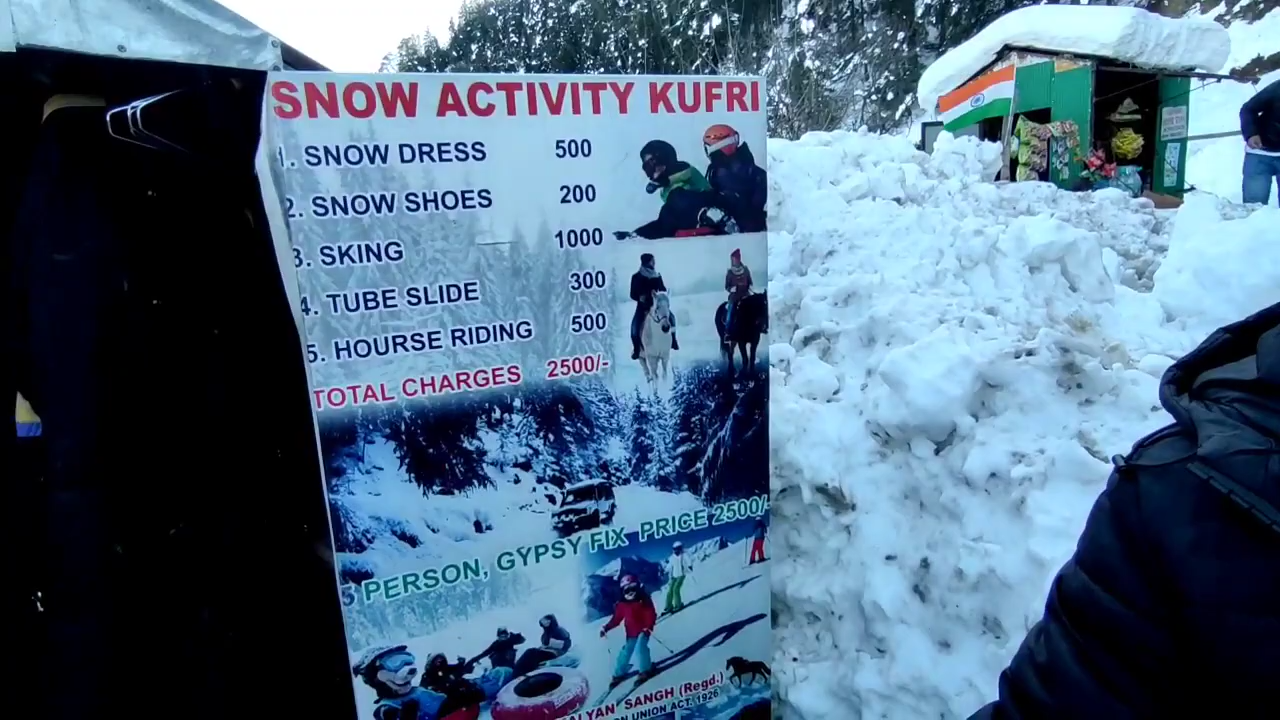 SNOW ACTIVITY KUFRI
1. SNOW DRESS 500
2. SNOW SHOES 200
3. SKING 1000
4. TUBE SLIDE 300
5. HOURSE RIDING 500
TOTAL CHARGES 2500/-
5 PERSON, GYPSY FIX PRICE 2500/-
SANGH (Regd.)
UNION ACT. 1926